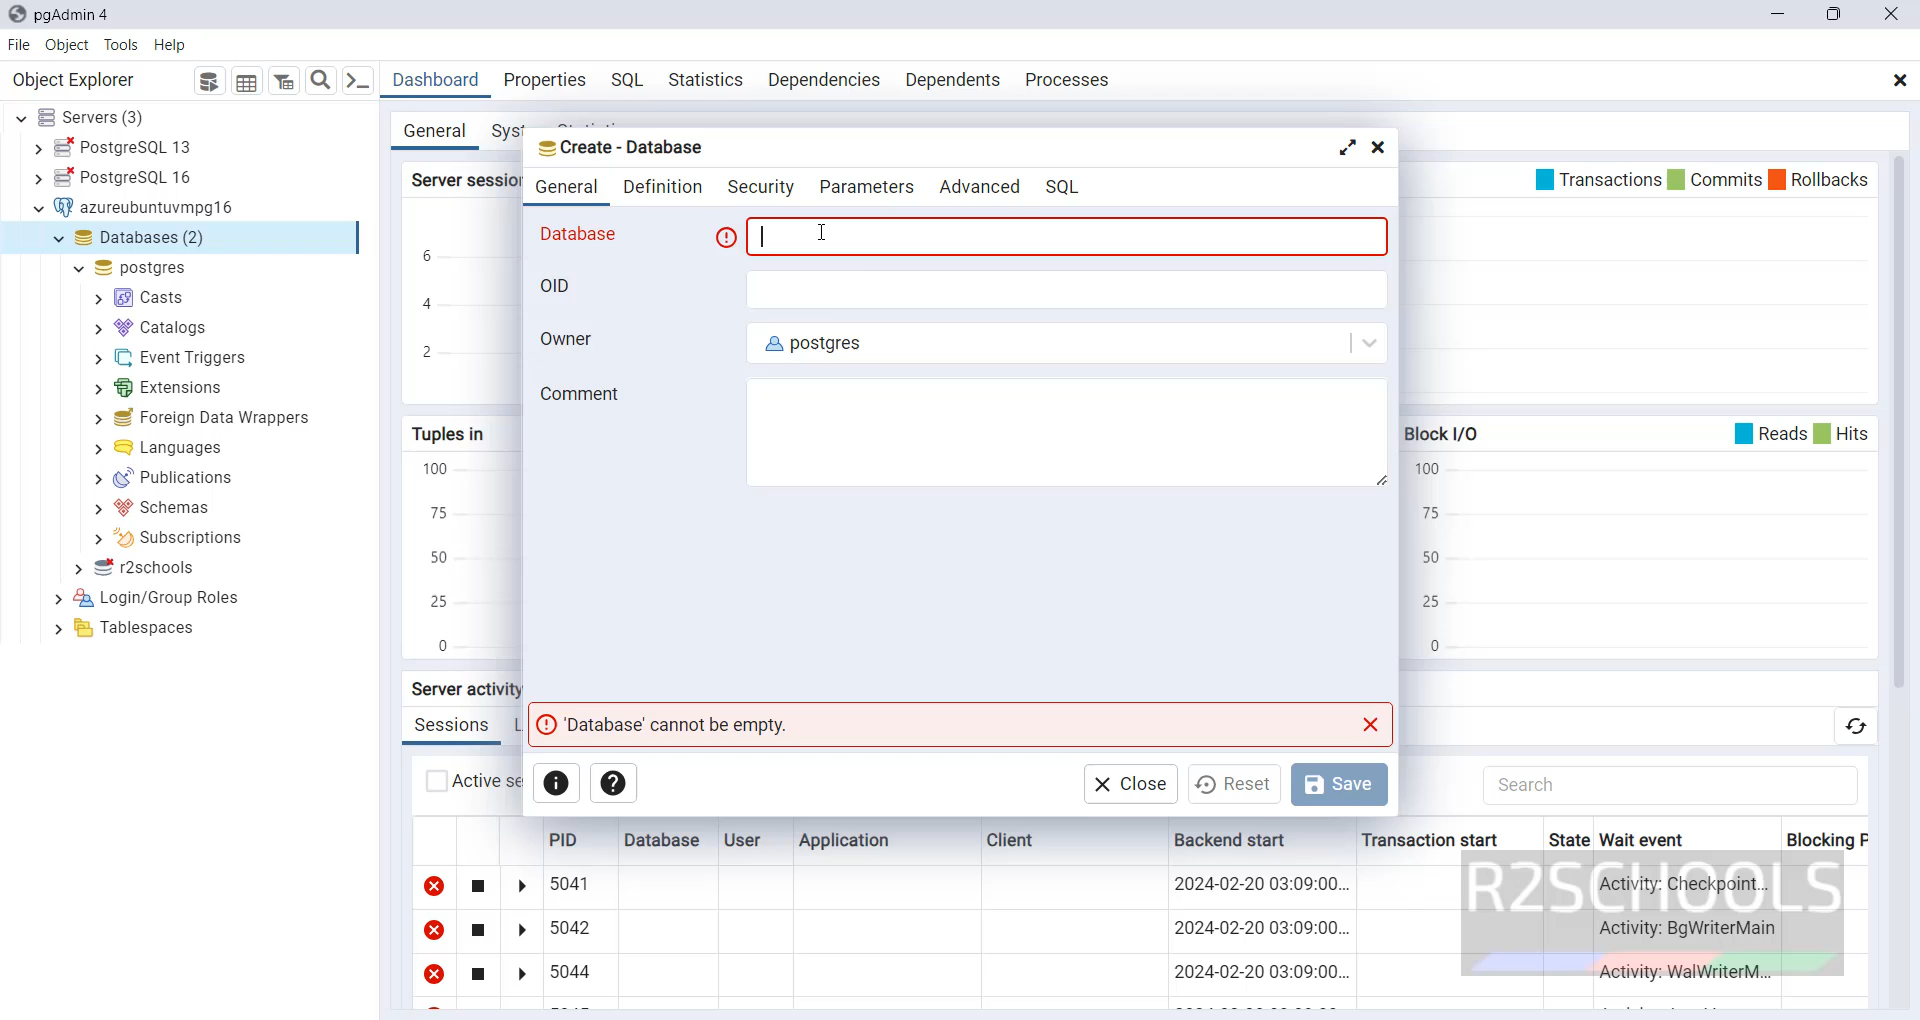 pgAdmin 4
File Object Tools Help
Object Explorer
Dashboard Properties SQL Statistics Dependencies Dependents Processes
Servers (3)
PostgreSQL 13
PostgreSQL 16
azureubuntuvmpg16
Databases (2)
postgres
Casts
Catalogs
Event Triggers
Extensions
Foreign Data Wrappers
Languages
Publications
Schemas
Subscriptions
r2schools
Login/Group Roles
Tablespaces
General Syst
Server session
6
4
2
Transactions Commits Rollbacks
Create - Database
General Definition Security Parameters Advanced SQL
Database
OID
Owner postgres
Comment
'Database' cannot be empty.
Close Reset Save
Tuples in
100
75
50
25
0
Block I/O Reads Hits
100
75
50
25
0
Server activity
Sessions
Active se
Search
PID Database User Application Client Backend start Transaction start State Wait event Blocking P
5041 2024-02-20 03:09:00... Activity: Checkpoint...
5042 2024-02-20 03:09:00... Activity: BgWriterMain
5044 2024-02-20 03:09:00... Activity: WalWriterM...
R2SCHOOLS